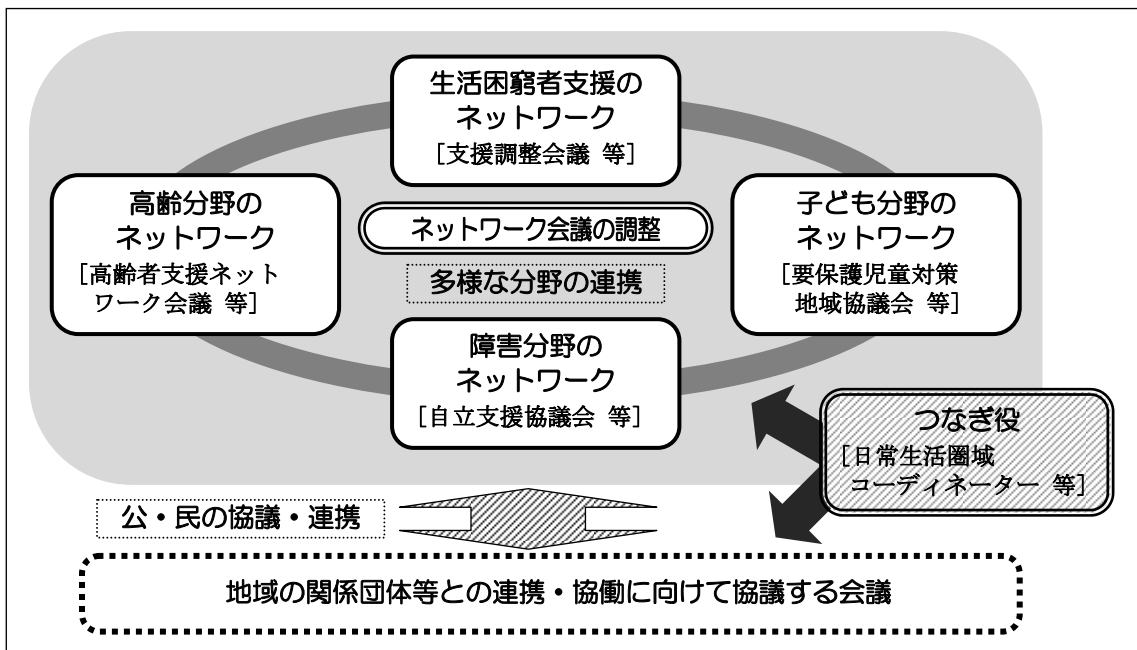 生活困窮者支援の
ネットワーク
[支援調整会議 等]
高齢分野の
ネットワーク
[高齢者支援ネット
ワーク会議 等]
ネットワーク会議の調整
多様な分野の連携
子ども分野の
ネットワーク
[要保護児童対策
地域協議会 等]
障害分野の
ネットワーク
[自立支援協議会 等]
つなぎ役
[日常生活圏域
コーディネーター 等]
公・民の協議・連携
地域の関係団体等との連携・協働に向けて協議する会議